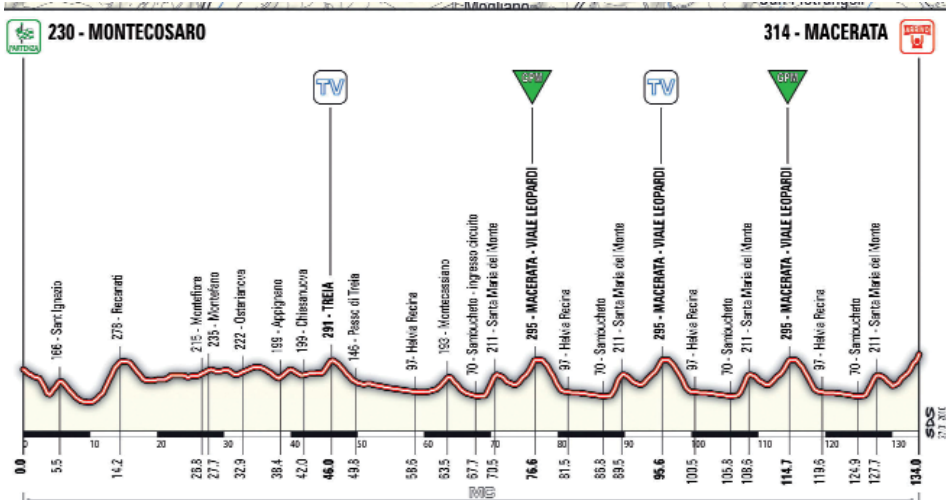 Mogliano
230 - MONTECOSARO
314 - MACERATA
PARTENZA
ARRIVO
TV
GPM
TV
GPM
166 - Sant'Ignazio
278 - Recanati
215 - Montefiore
235 - Montefano
222 - Osterianova
199 - Appignano
199 - Chiesanuova
291 - TREIA
146 - Passo di Treia
97 - Helvia Recina
193 - Montecassiano
70 - Sambucheto - ingresso circuito
211 - Santa Maria del Monte
295 - MACERATA - VIALE LEOPARDI
97 - Helvia Recina
70 - Sambucheto
211 - Santa Maria del Monte
295 - MACERATA - VIALE LEOPARDI
97 - Helvia Recina
70 - Sambucheto
211 - Santa Maria del Monte
295 - MACERATA - VIALE LEOPARDI
97 - Helvia Recina
70 - Sambucheto
211 - Santa Maria del Monte
0 10 20 30 40 50 60 70 80 90 100 110 120 130
0.0 5.5 14.2 27.7 32.9 38.4 42.0 46.0 49.8 58.6 63.5 67.7 70.5 76.6 81.5 86.8 89.5 95.6 100.5 105.8 108.6 114.7 119.6 124.9 127.7 134.0
SDS
MC